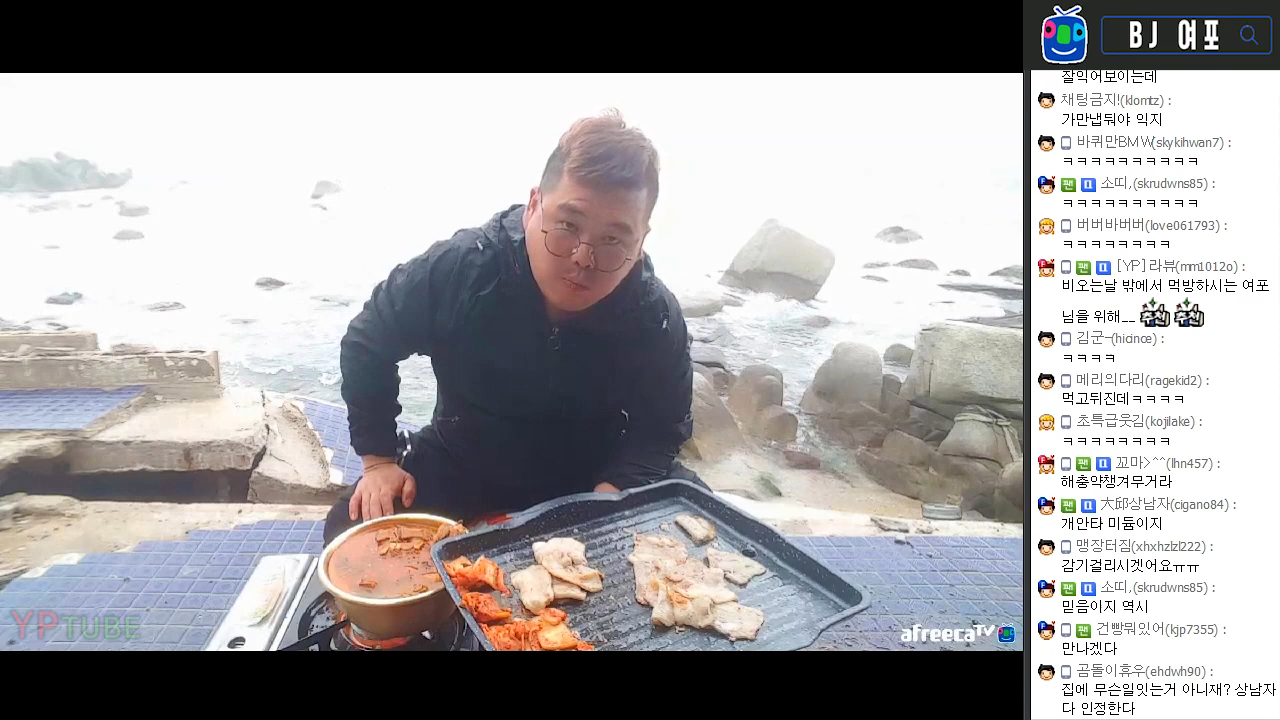 BJ 여포
잘익어보이는데
채팅금지!(klomtz) :
가만냅둬야 익지
바퀴만BMW(skykihwan7) :
ㅋㅋㅋㅋㅋㅋㅋㅋㅋㅋ
팬 소띠,(skrudwns85) :
ㅋㅋㅋㅋㅋㅋㅋㅋㅋㅋ
버버바버버(love061793) :
ㅋㅋㅋㅋㅋㅋㅋㅋ
팬 [YP]라뷰(mm1012o) :
비오는날 밖에서 먹방하시는 여포
님을 위해__
김군-(hicince) :
ㅋㅋㅋㅋ
메리의다리(ragekid2) :
먹고뒤진데ㅋㅋㅋㅋ
초특급웃김(kojilake) :
ㅋㅋㅋㅋㅋㅋㅋㅋ
팬 꼬마>^^(lhn457) :
해충약챙겨무거라
팬 大邱상남자(cigano84) :
개안타 미듐이지
맹장터짐(xhxhzlzl222) :
감기걸리시겟어요ㅠㅠ
팬 소띠,(skrudwns85) :
믿음이지 역시
팬 건빵뭐있어(kjp7355) :
만나겠다
곰돌이휴우(ehdwh90) :
집에 무슨일잇는거 아니재? 상남자
다 인정한다
YPTUBE
afreecaTV